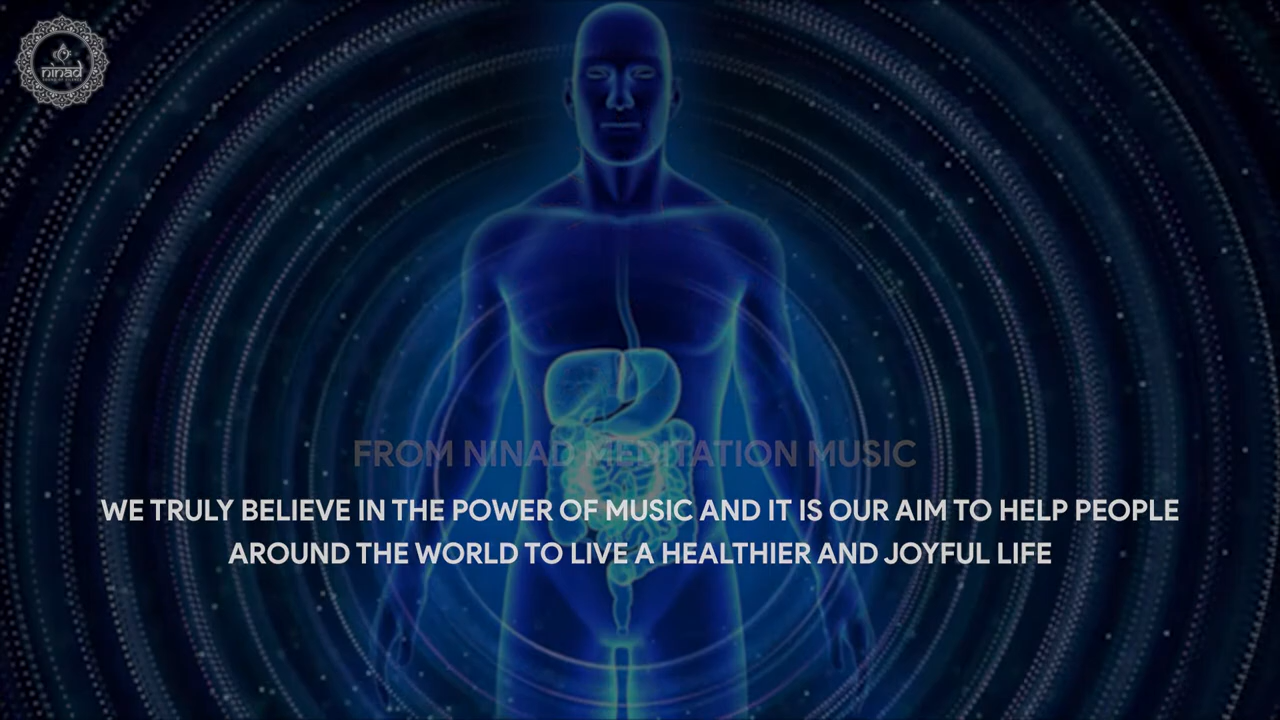 ninad
FROM NINAD MEDITATION MUSIC
WE TRULY BELIEVE IN THE POWER OF MUSIC AND IT IS OUR AIM TO HELP PEOPLE
AROUND THE WORLD TO LIVE A HEALTHIER AND JOYFUL LIFE